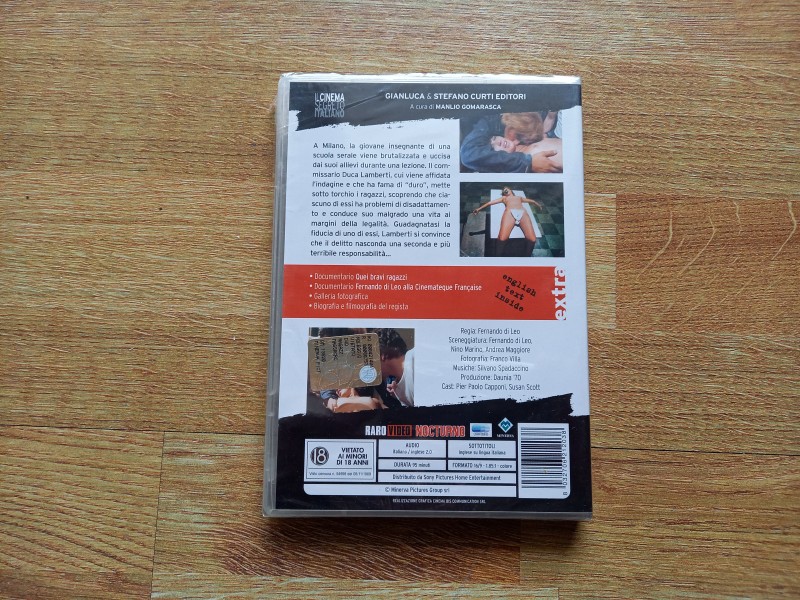 IL CINEMA
SEGRETO
ITALIANO
GIANLUCA & STEFANO CURTI EDITORI
A cura di MANLIO GOMARASCA
A Milano, la giovane insegnante di una
scuola serale viene brutalizzata e uccisa
dai suoi allievi durante una lezione. Il com-
missario Duca Lamberti, cui viene affidata
l'indagine e che ha fama di "duro", mette
sotto torchio i ragazzi, scoprendo che cia-
scuno di essi ha problemi di disadattamen-
to e conduce suo malgrado una vita ai
margini della legalità. Guadagnatasi la
fiducia di uno di essi, Lamberti si convince
che il delitto nasconda una seconda e più
terribile responsabilità...
• Documentario Quei bravi ragazzi
• Documentario Fernando di Leo alla Cinemateque Française
• Galleria fotografica
• Biografia e filmografia del regista
english
text
inside
extra
Regia: Fernando di Leo
Sceneggiatura: Fernando di Leo,
Nino Marino, Andrea Maggiore
Fotografia: Franco Villa
Musiche: Silvano Spadaccino
Produzione: Daunia '70
Cast: Pier Paolo Capponi, Susan Scott
RARO VIDEO NOCTURNO
MINERVA
18
VIETATO
AI MINORI
DI 18 ANNI
AUDIO
italiano / inglese 2.0
SOTTOTITOLI
inglese su lingua italiana
DURATA 95 minuti
FORMATO 16/9 - 1.85:1 - colore
Distribuito da Sony Pictures Home Entertainment
© Minerva Pictures Group srl
8 032706 212038